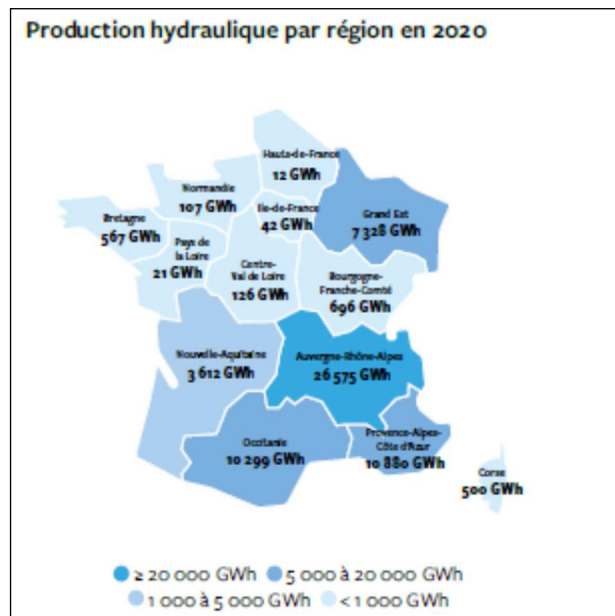 Production hydraulique par région en 2020
Hauts-de-France
12 GWh
Normandie
107 GWh
Ile-de-France
42 GWh
Grand Est
7 328 GWh
Bretagne
567 GWh
Pays de
la Loire
21 GWh
Centre-
Val de Loire
126 GWh
Bourgogne-
Franche-Comté
696 GWh
Nouvelle-Aquitaine
3 612 GWh
Auvergne-Rhône-Alpes
26 575 GWh
Occitanie
10 299 GWh
Provence-Alpes-
Côte d'Azur
10 880 GWh
Corse
500 GWh
≥ 20 000 GWh 5 000 à 20 000 GWh
1 000 à 5 000 GWh < 1 000 GWh